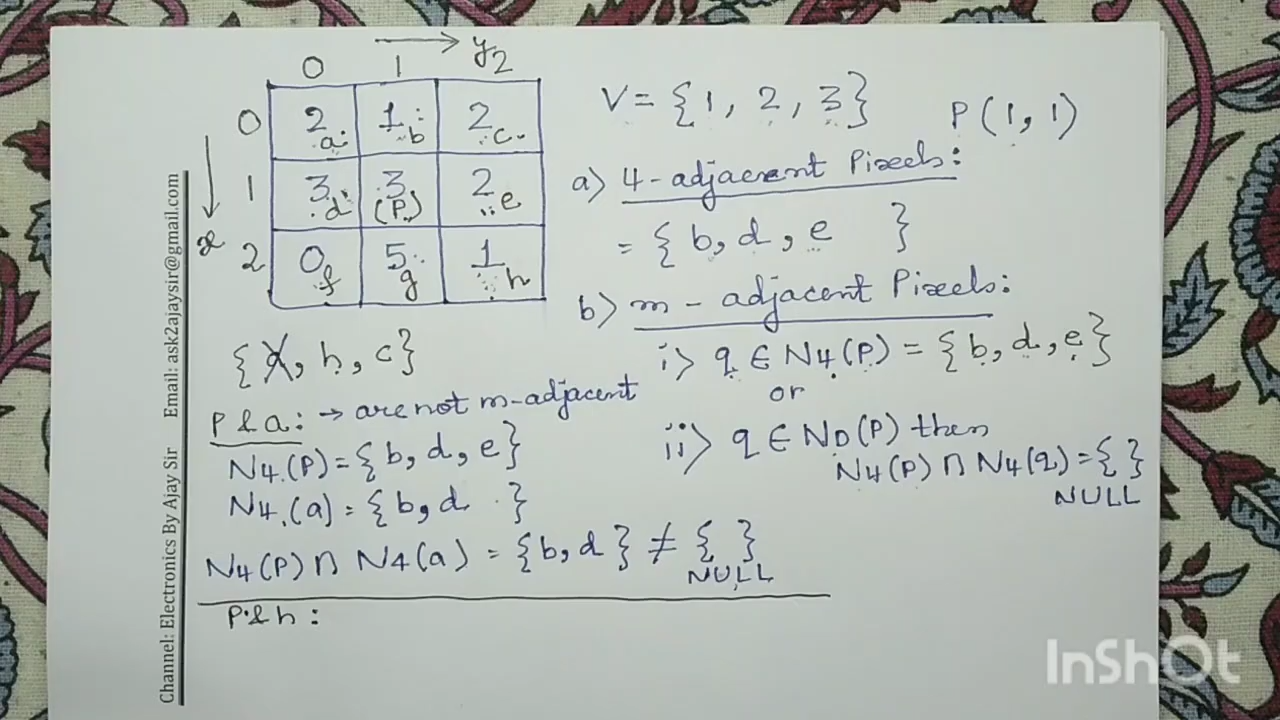 0 1 → y 2
0 2 a 1 b 2 c
1 3 d 3 (P) 2 e
x 2 0 f 5 g 1 h
V = {1, 2, 3} P(1, 1)
a) 4-adjacent Pixels:
= { b, d, e }
b) m - adjacent Pixels:
i) q ∈ N4(P) = {b, d, e}
or
ii) q ∈ ND(P) then
N4(P) ∩ N4(q) = { }
NULL
{a, h, c}
P & a: → are not m-adjacent
N4(P) = {b, d, e}
N4(a) = {b, d }
N4(P) ∩ N4(a) = {b, d } ≠ { }
NULL
P & h :
Channel: Electronics By Ajay Sir Email: ask2ajaysir@gmail.com
InShOt